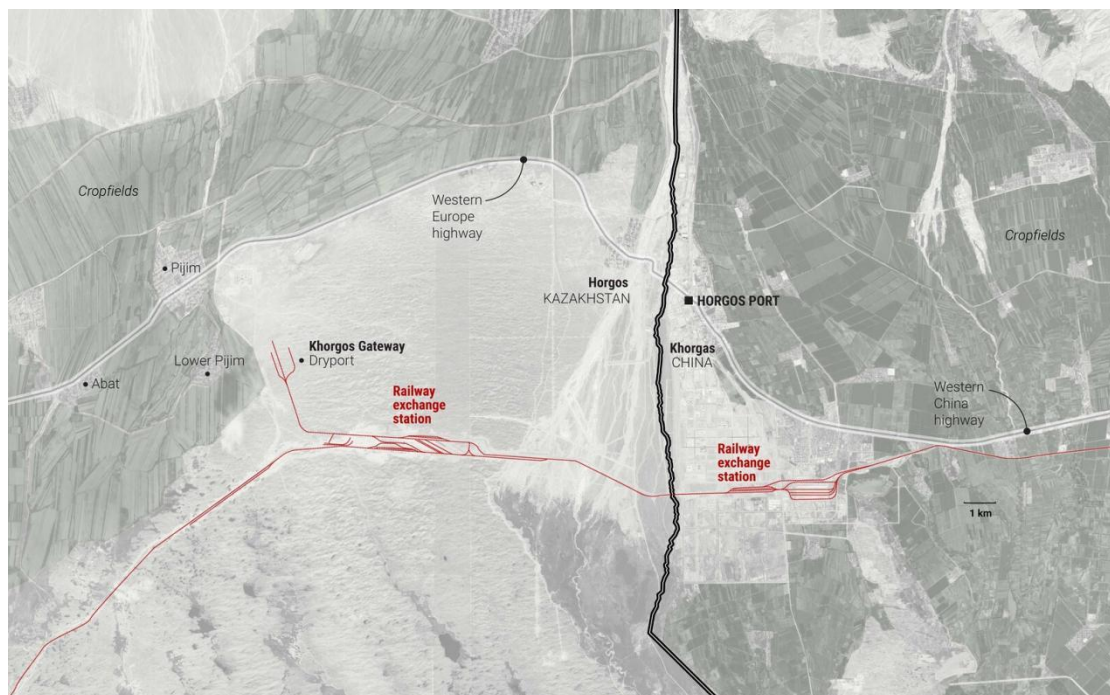 Cropfields
Western
Europe
highway
Pijim
Horgos
KAZAKHSTAN
HORGOS PORT
Cropfields
Khorgos Gateway
Dryport
Lower Pijim
Abat
Khorgas
CHINA
Railway
exchange
station
Western
China
highway
Railway
exchange
station
1 km